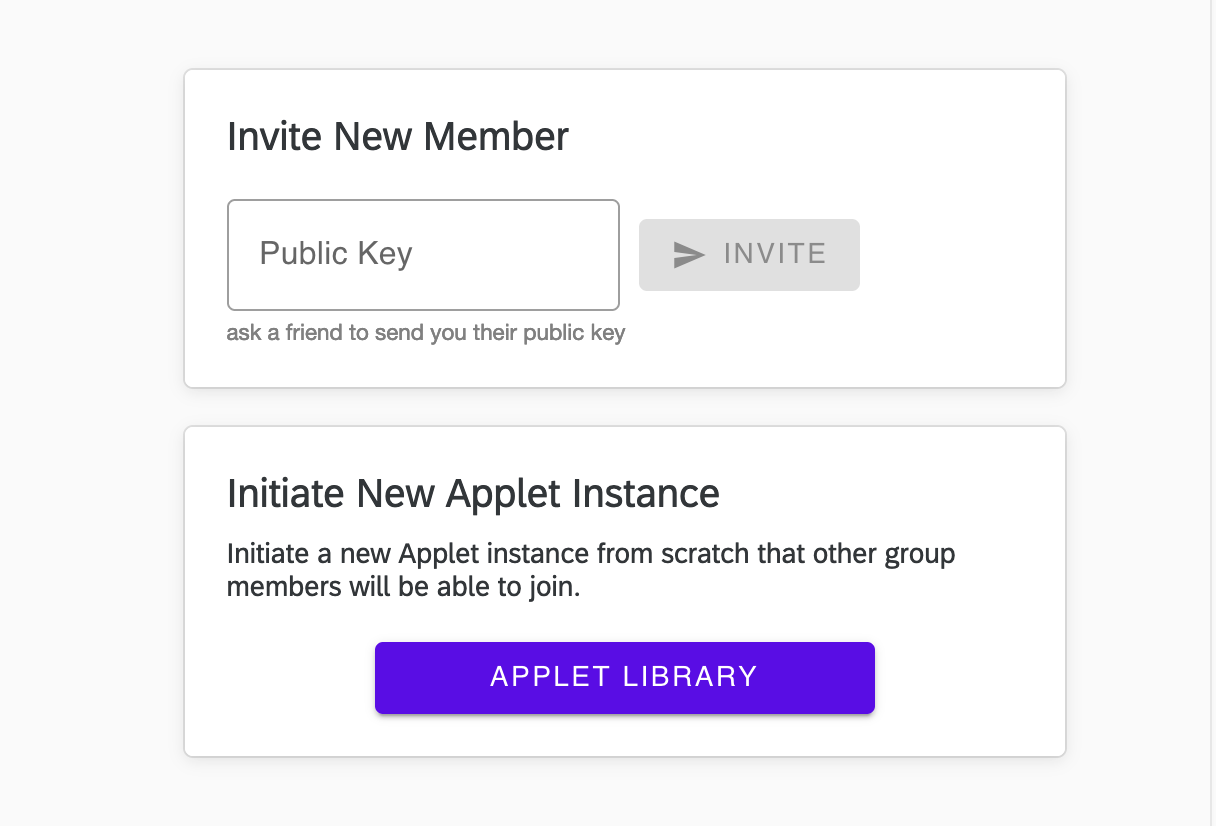 Invite New Member
Public Key
INVITE
ask a friend to send you their public key
Initiate New Applet Instance
Initiate a new Applet instance from scratch that other group
members will be able to join.
APPLET LIBRARY